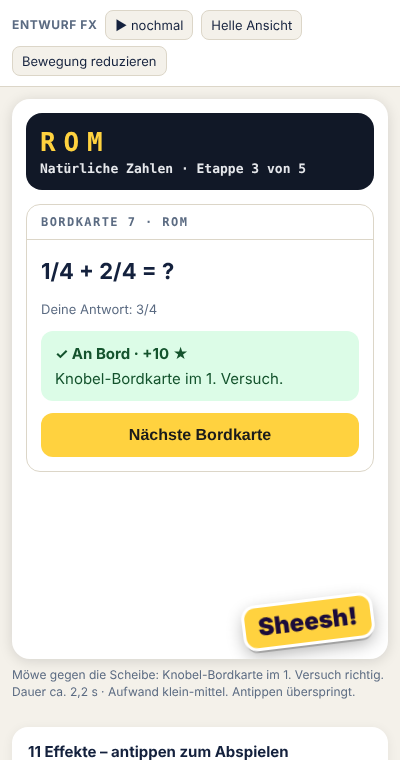 ENTWURF FX ▶ nochmal Helle Ansicht
Bewegung reduzieren
ROM
Natürliche Zahlen · Etappe 3 von 5
BORDKARTE 7 · ROM
1/4 + 2/4 = ?
Deine Antwort: 3/4
✓ An Bord · +10 ★
Knobel-Bordkarte im 1. Versuch.
Nächste Bordkarte
Sheesh!
Möwe gegen die Scheibe: Knobel-Bordkarte im 1. Versuch richtig.
Dauer ca. 2,2 s · Aufwand klein-mittel. Antippen überspringt.
11 Effekte – antippen zum Abspielen